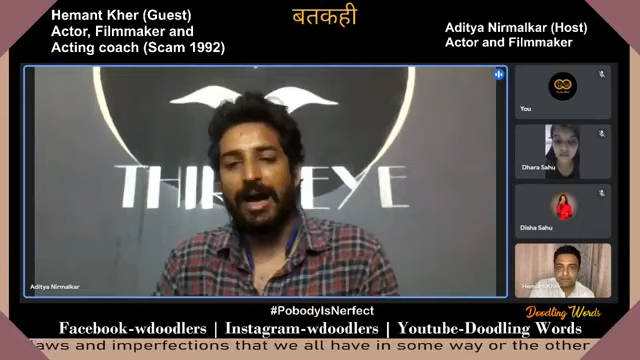 Hemant Kher (Guest)
Actor, Filmmaker and
Acting coach (Scam 1992)
बतकही
Aditya Nirmalkar (Host)
Actor and Filmmaker
THIRD EYE
You
Dhara Sahu
Disha Sahu
Aditya Nirmalkar
#PobodyIsNerfect
Doodling Words
Facebook-wdoodlers | Instagram-wdoodlers | Youtube-Doodling Words
laws and imperfections that we all have in some way or the other